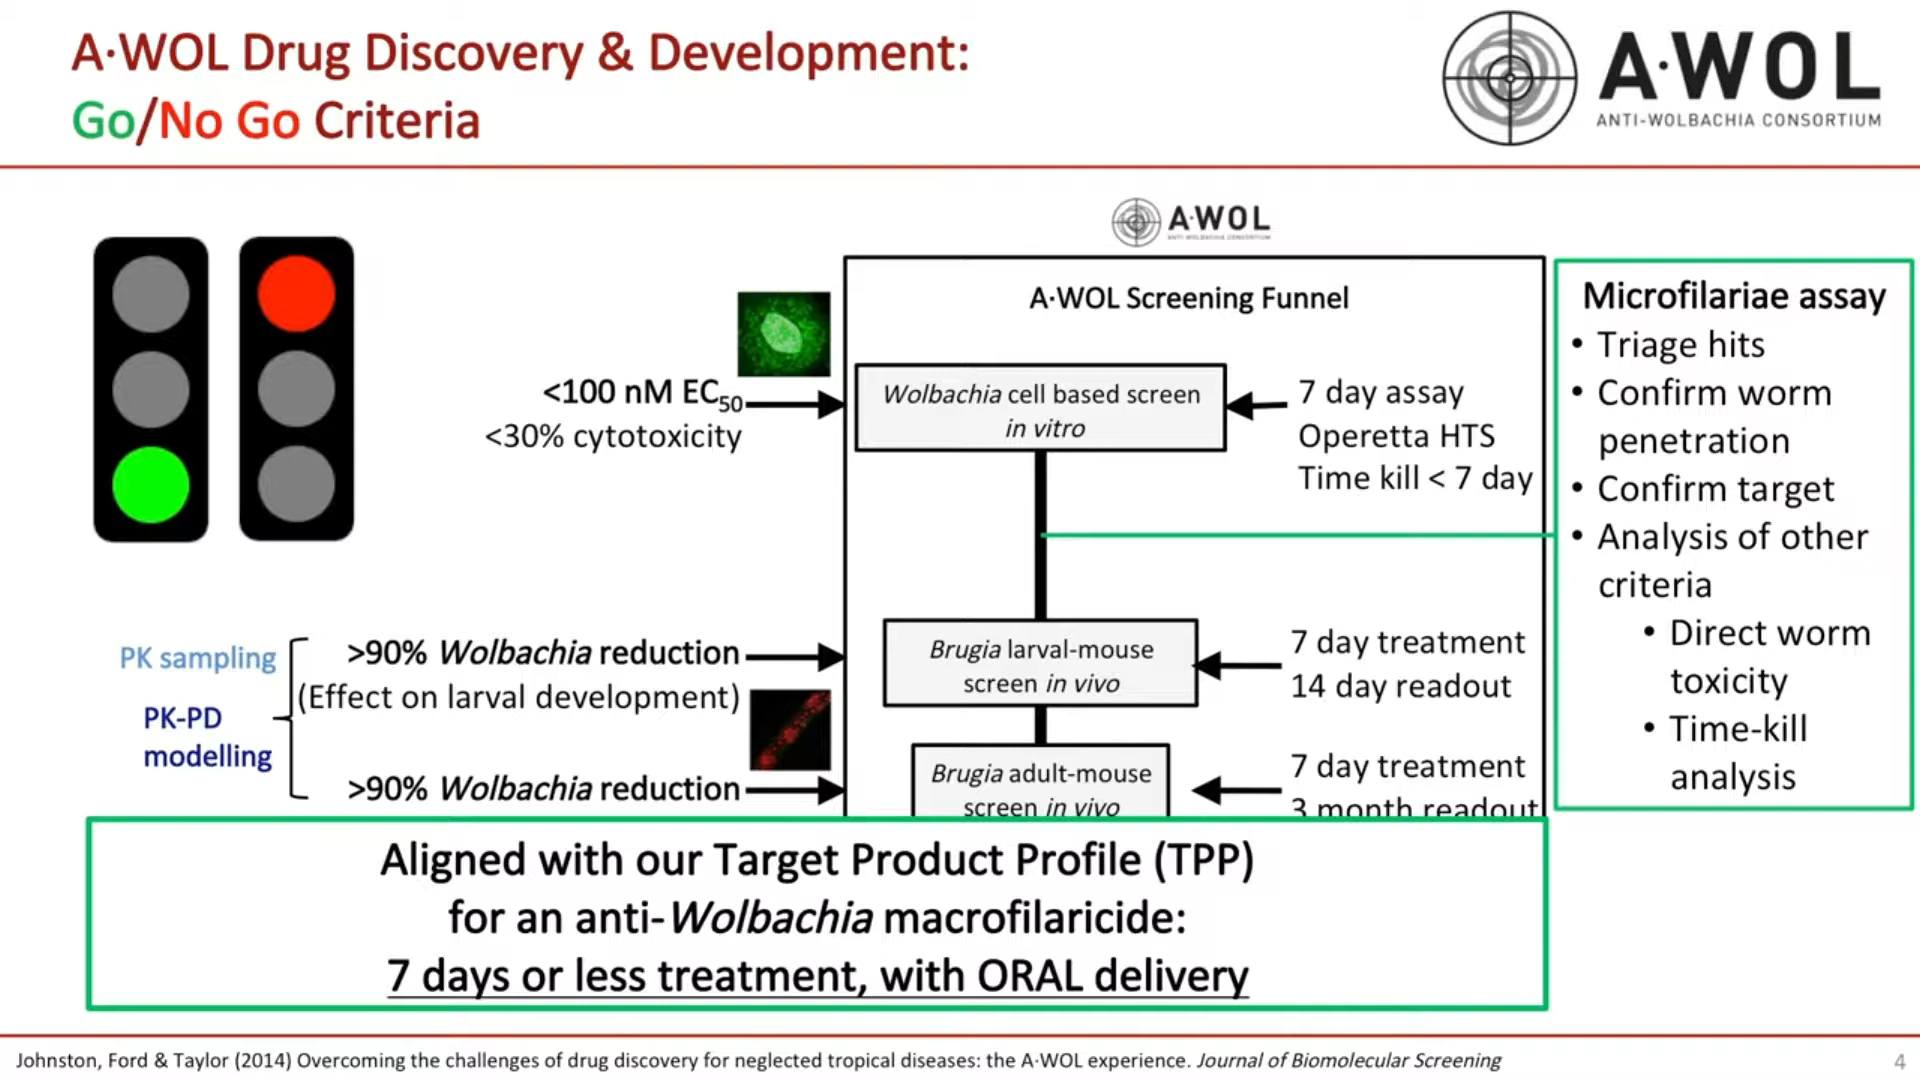 A·WOL Drug Discovery & Development:
Go/No Go Criteria
A·WOL
ANTI-WOLBACHIA CONSORTIUM
A·WOL
ANTI-WOLBACHIA CONSORTIUM
A·WOL Screening Funnel
<100 nM EC50
<30% cytotoxicity
Wolbachia cell based screen
in vitro
7 day assay
Operetta HTS
Time kill < 7 day
PK sampling
PK-PD
modelling
>90% Wolbachia reduction
(Effect on larval development)
Brugia larval-mouse
screen in vivo
7 day treatment
14 day readout
>90% Wolbachia reduction
Brugia adult-mouse
screen in vivo
7 day treatment
3 month readout
Microfilariae assay
• Triage hits
• Confirm worm
penetration
• Confirm target
• Analysis of other
criteria
• Direct worm
toxicity
• Time-kill
analysis
Aligned with our Target Product Profile (TPP)
for an anti-Wolbachia macrofilaricide:
7 days or less treatment, with ORAL delivery
Johnston, Ford & Taylor (2014) Overcoming the challenges of drug discovery for neglected tropical diseases: the A·WOL experience. Journal of Biomolecular Screening
4